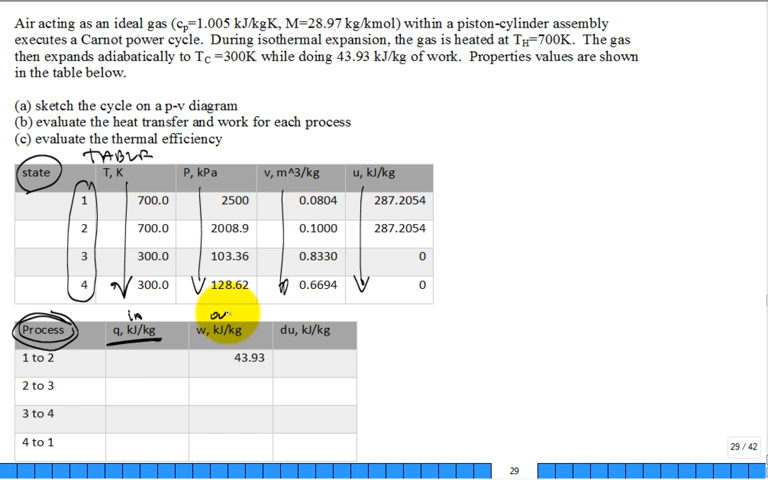 Air acting as an ideal gas (cp=1.005 kJ/kgK, M=28.97 kg/kmol) within a piston-cylinder assembly
executes a Carnot power cycle. During isothermal expansion, the gas is heated at TH=700K. The gas
then expands adiabatically to TC =300K while doing 43.93 kJ/kg of work. Properties values are shown
in the table below.
(a) sketch the cycle on a p-v diagram
(b) evaluate the heat transfer and work for each process
(c) evaluate the thermal efficiency
TABLE
state T, K P, kPa v, m^3/kg u, kJ/kg
1 700.0 2500 0.0804 287.2054
2 700.0 2008.9 0.1000 287.2054
3 300.0 103.36 0.8330 0
4 300.0 128.62 0.6694 0
in
Process q, kJ/kg w, kJ/kg du, kJ/kg
1 to 2 43.93
2 to 3
3 to 4
4 to 1
29 / 42
29